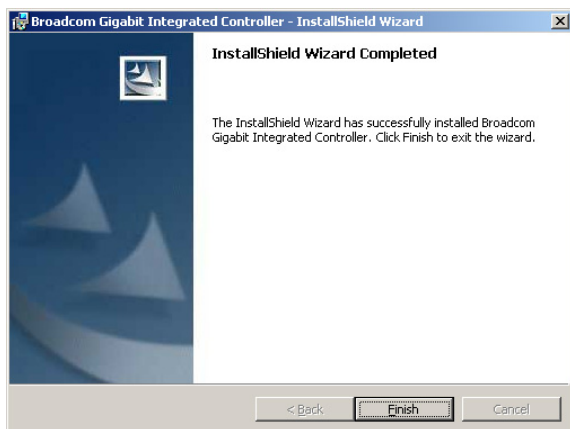 Broadcom Gigabit Integrated Controller - InstallShield Wizard
InstallShield Wizard Completed
The InstallShield Wizard has successfully installed Broadcom
Gigabit Integrated Controller. Click Finish to exit the wizard.
< Back Finish Cancel